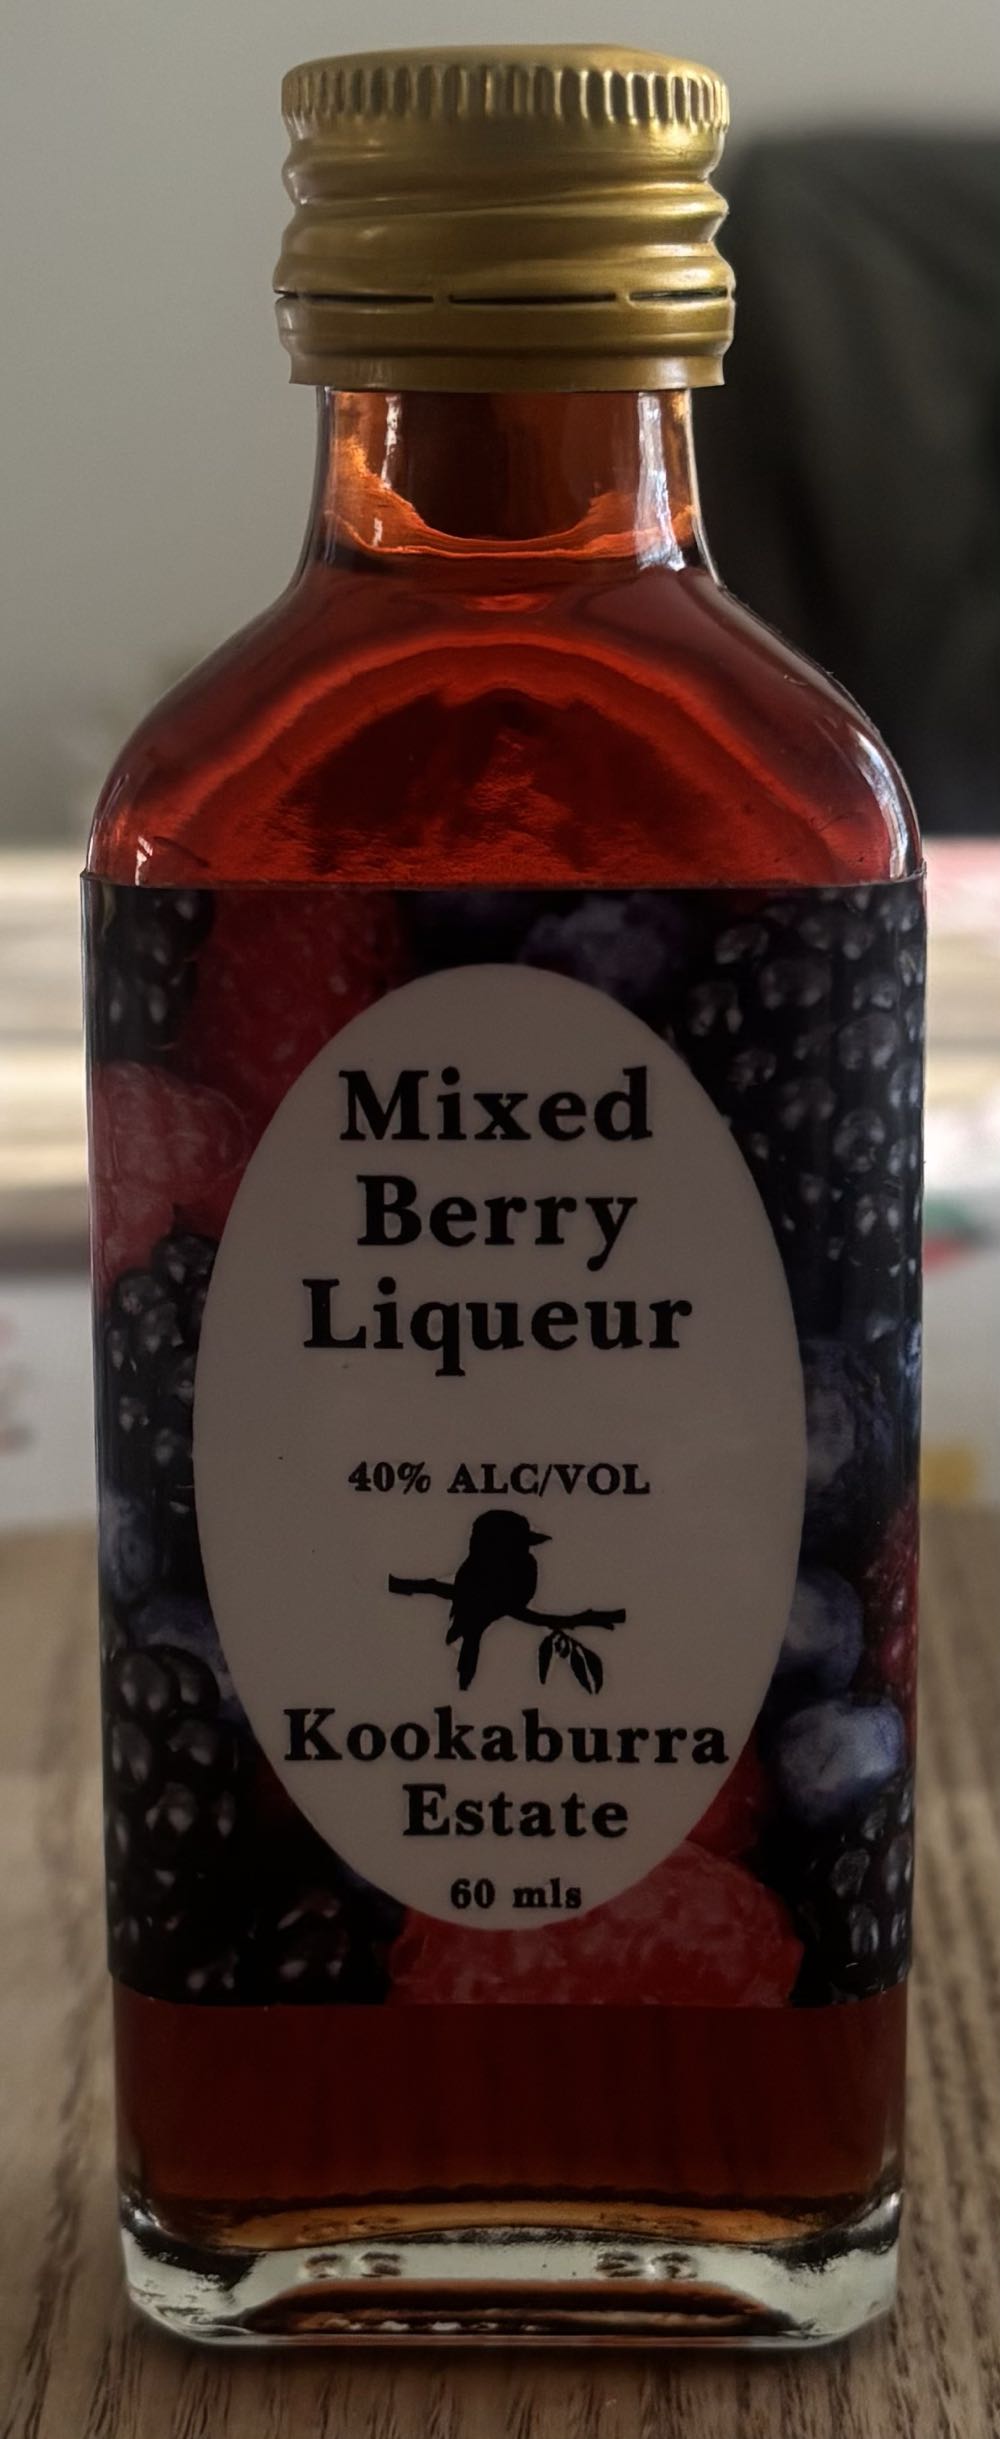 Mixed
Berry
Liqueur
40% ALC/VOL
Kookaburra
Estate
60 mls